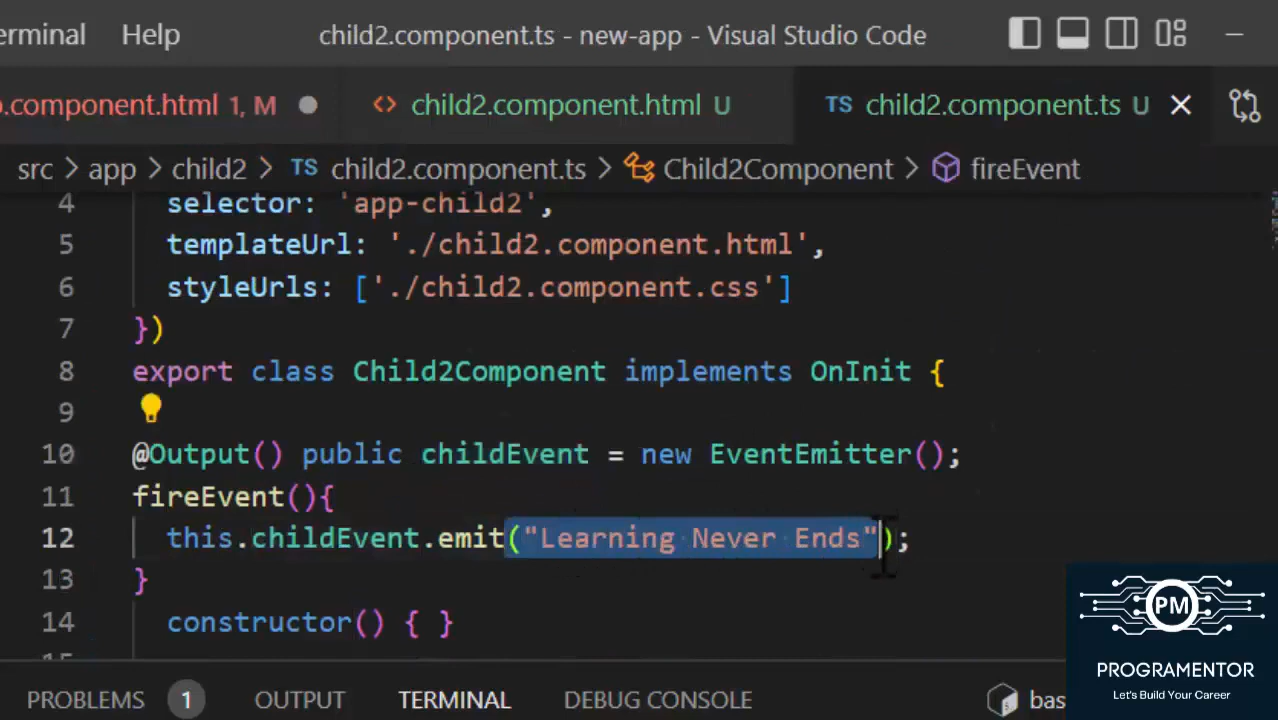 erminal Help child2.component.ts - new-app - Visual Studio Code
.component.html 1, M child2.component.html U TS child2.component.ts U
src > app > child2 > TS child2.component.ts > Child2Component > fireEvent
4 selector: 'app-child2',
5 templateUrl: './child2.component.html',
6 styleUrls: ['./child2.component.css']
7 })
8 export class Child2Component implements OnInit {
9
10 @Output() public childEvent = new EventEmitter();
11 fireEvent(){
12 this.childEvent.emit("Learning Never Ends");
13 }
14 constructor() { }
PM
PROGRAMENTOR
Let's Build Your Career
PROBLEMS 1 OUTPUT TERMINAL DEBUG CONSOLE bas